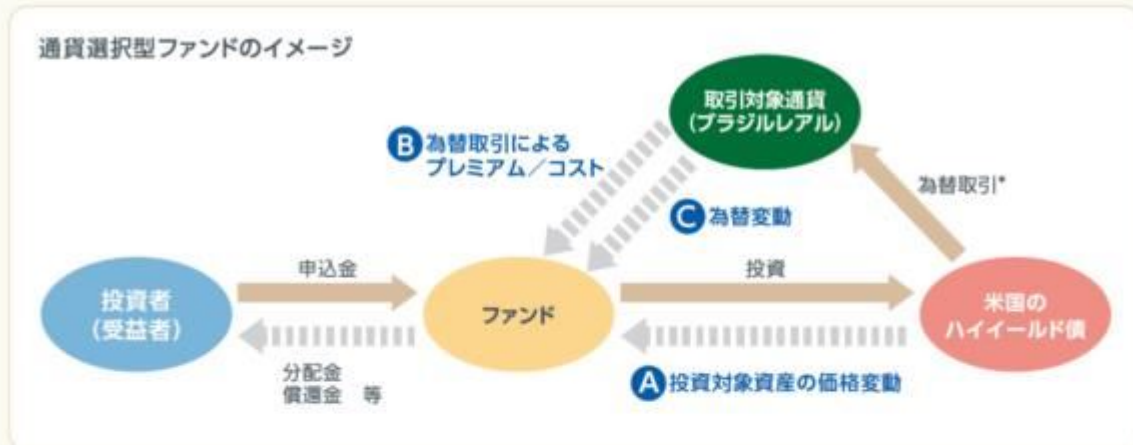 通貨選択型ファンドのイメージ
取引対象通貨
(ブラジルレアル)
B 為替取引による
プレミアム/コスト
為替取引*
C 為替変動
申込金
投資
投資者
(受益者)
ファンド
米国の
ハイイールド債
分配金
償還金 等
A 投資対象資産の価格変動